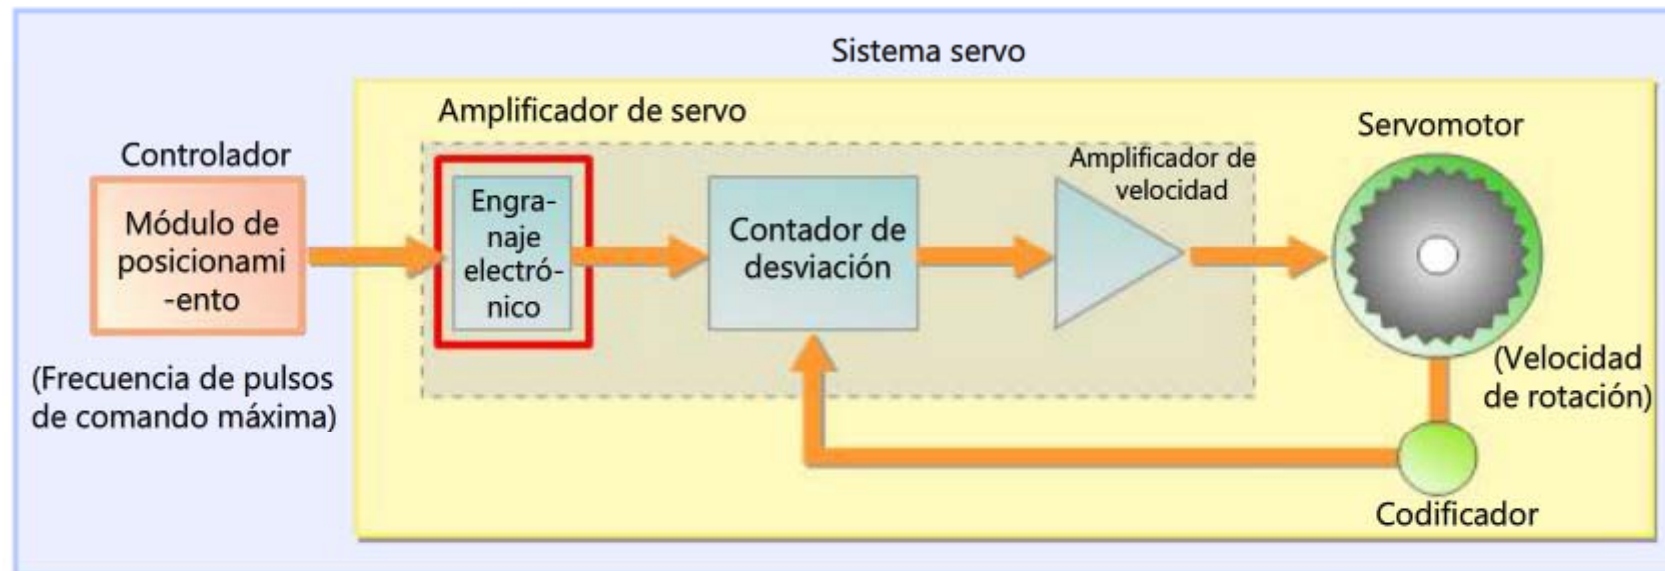 Sistema servo
Amplificador de servo
Servomotor
Controlador
Amplificador de
velocidad
Módulo de
posicionami
-ento
Engra-
naje
electró-
nico
Contador de
desviación
(Frecuencia de pulsos
de comando máxima)
(Velocidad
de rotación)
Codificador